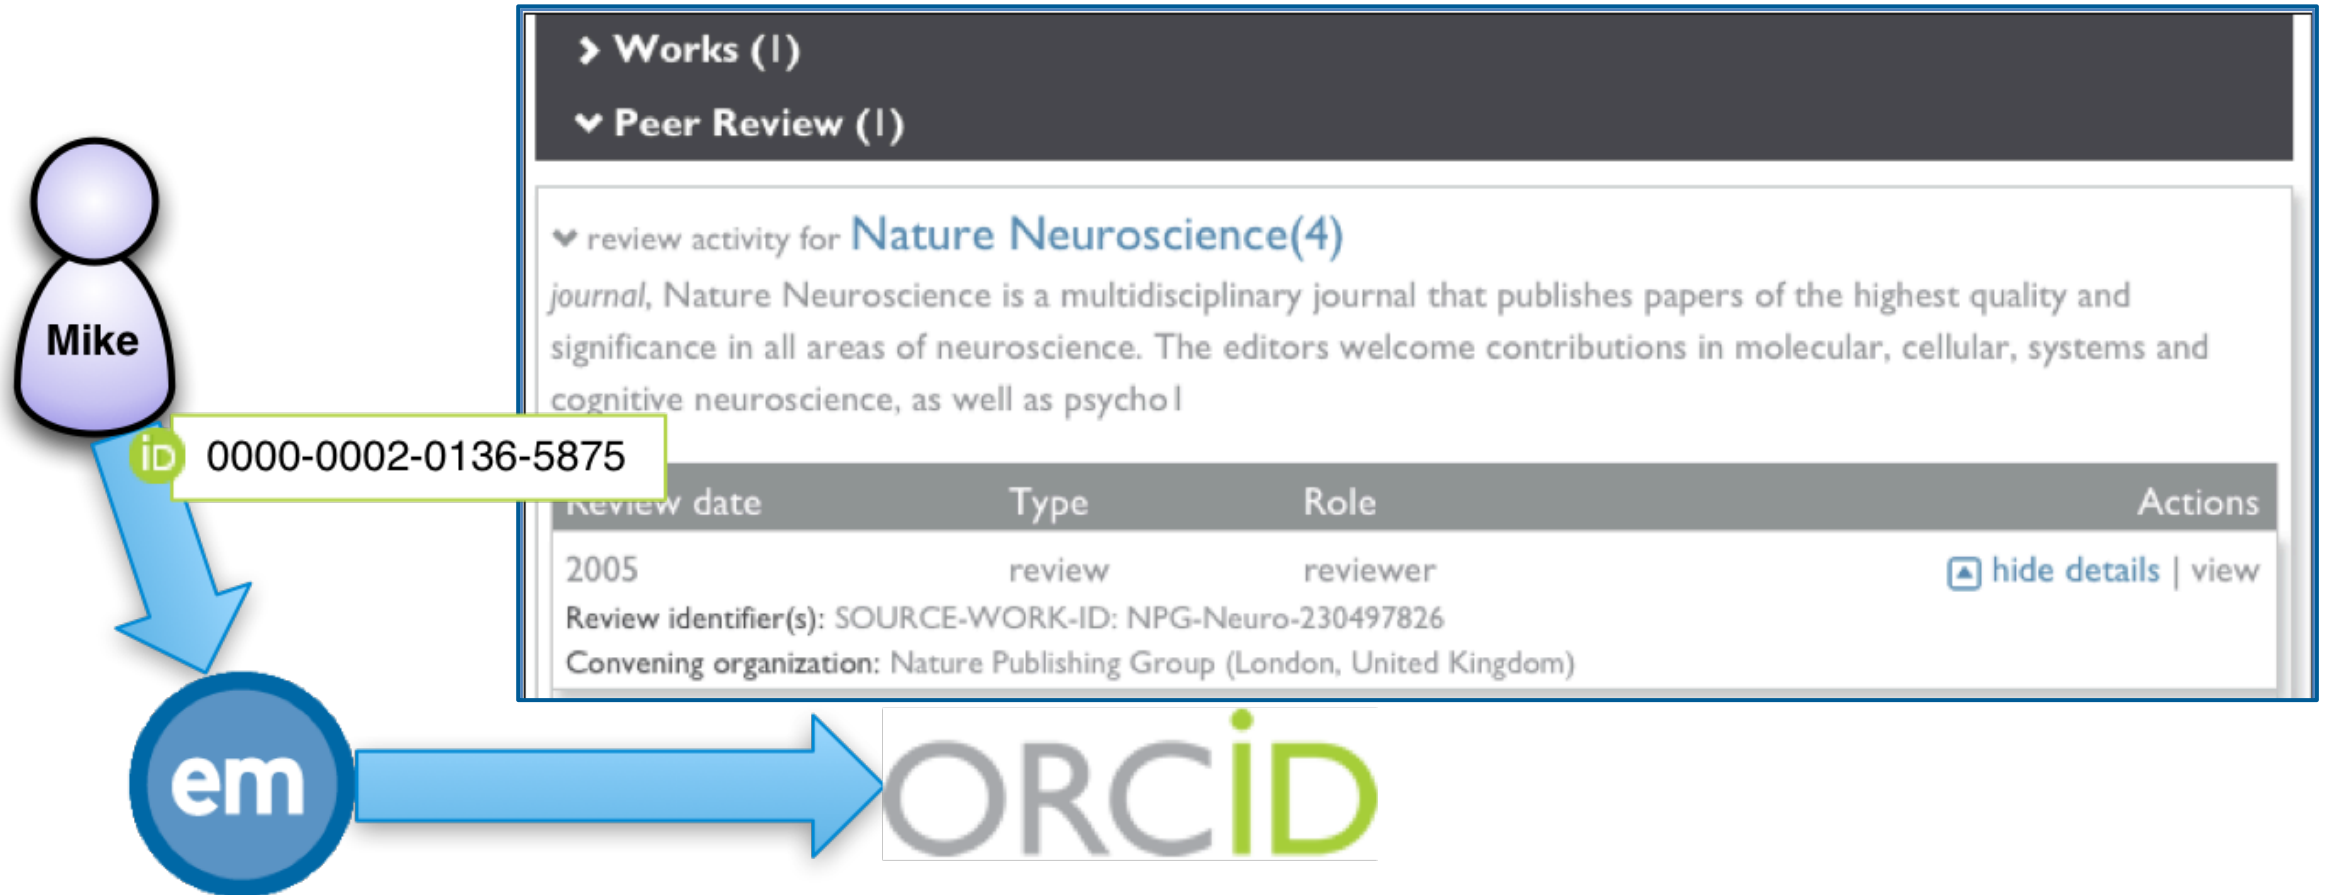 Works (1)
Peer Review (1)
review activity for Nature Neuroscience(4)
journal, Nature Neuroscience is a multidisciplinary journal that publishes papers of the highest quality and
significance in all areas of neuroscience. The editors welcome contributions in molecular, cellular, systems and
cognitive neuroscience, as well as psychol
Mike
iD 0000-0002-0136-5875
Review date Type Role Actions
2005 review reviewer hide details | view
Review identifier(s): SOURCE-WORK-ID: NPG-Neuro-230497826
Convening organization: Nature Publishing Group (London, United Kingdom)
em
ORCiD